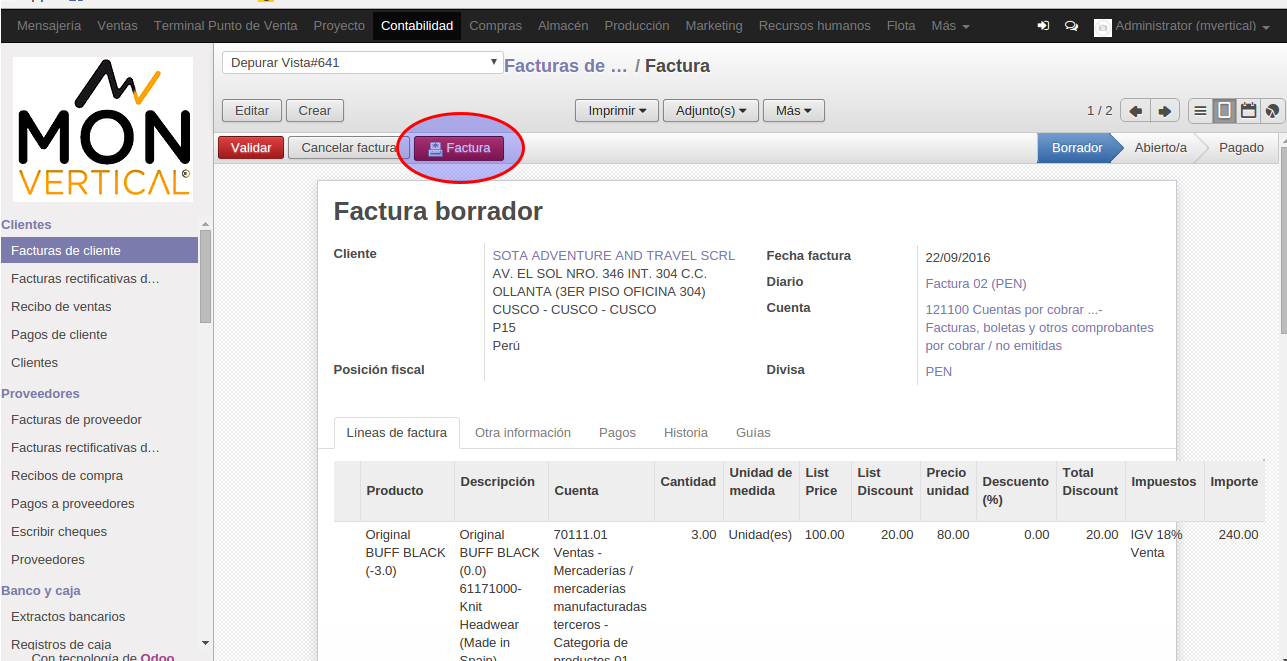 Mensajería Ventas Terminal Punto de Venta Proyecto Contabilidad Compras Almacén Producción Marketing Recursos humanos Flota Más Administrator (mvertical)
MON
VERTICAL
Clientes
Facturas de cliente
Facturas rectificativas d…
Recibo de ventas
Pagos de cliente
Clientes
Proveedores
Facturas de proveedor
Facturas rectificativas d…
Recibos de compra
Pagos a proveedores
Escribir cheques
Proveedores
Banco y caja
Extractos bancarios
Registros de caja
Con tecnología de Odoo
Depurar Vista#641 Facturas de … / Factura
Editar Crear Imprimir Adjunto(s) Más 1 / 2
Validar Cancelar factura Factura Borrador Abierto/a Pagado
Factura borrador
Cliente
SOTA ADVENTURE AND TRAVEL SCRL
AV. EL SOL NRO. 346 INT. 304 C.C.
OLLANTA (3ER PISO OFICINA 304)
CUSCO - CUSCO - CUSCO
P15
Perú
Posición fiscal
Fecha factura 22/09/2016
Diario Factura 02 (PEN)
Cuenta 121100 Cuentas por cobrar ...-
Facturas, boletas y otros comprobantes
por cobrar / no emitidas
Divisa PEN
Líneas de factura Otra información Pagos Historia Guías
Producto Descripción Cuenta Cantidad Unidad de medida List Price List Discount Precio unidad Descuento (%) Total Discount Impuestos Importe
Original
BUFF BLACK
(-3.0)
Original
BUFF BLACK
(0.0)
61171000-
Knit
Headwear
(Made in
Spain)
70111.01
Ventas -
Mercaderías /
mercaderías
manufacturadas
terceros -
Categoria de
productos 01
3.00 Unidad(es) 100.00 20.00 80.00 0.00 20.00 IGV 18% Venta 240.00